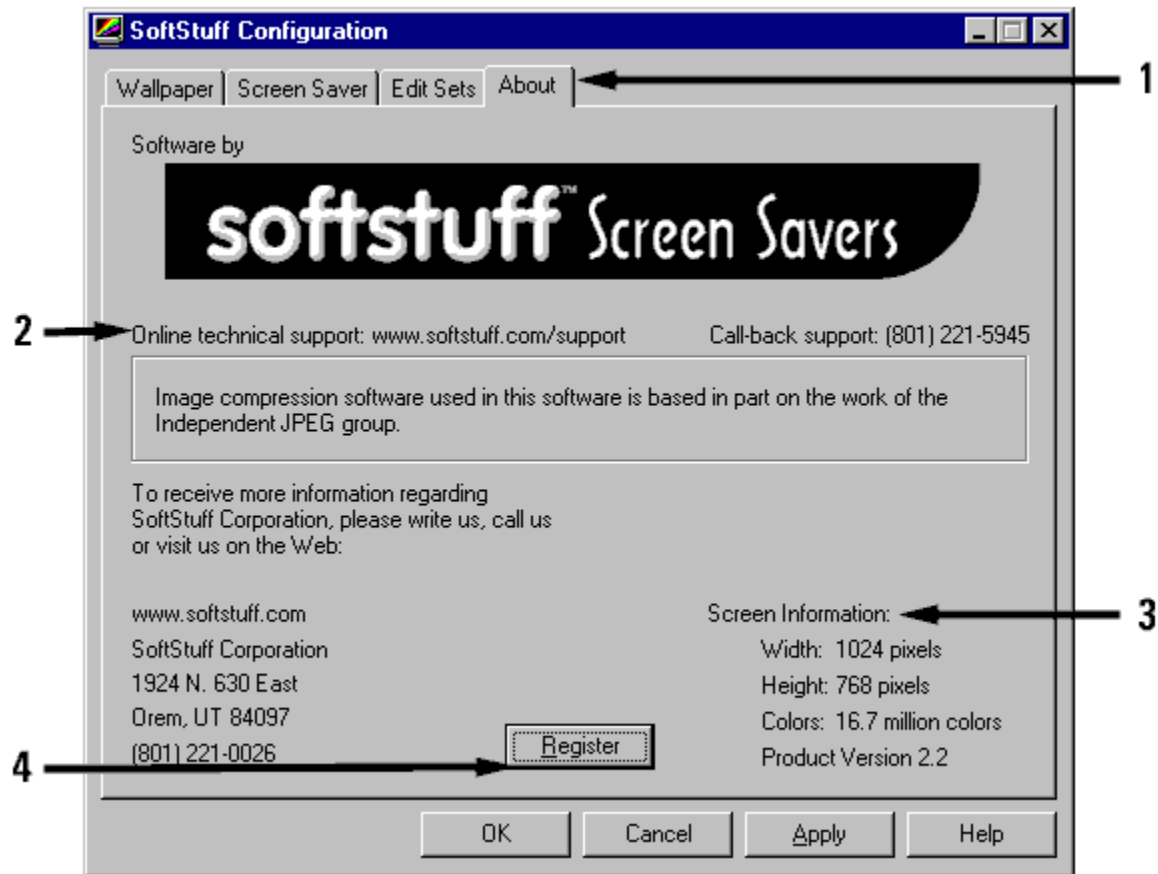 SoftStuff Configuration
Wallpaper Screen Saver Edit Sets About
1
Software by
softstuff™ Screen Savers
2
Online technical support: www.softstuff.com/support Call-back support: (801) 221-5945
Image compression software used in this software is based in part on the work of the
Independent JPEG group.
To receive more information regarding
SoftStuff Corporation, please write us, call us
or visit us on the Web:
www.softstuff.com
SoftStuff Corporation
1924 N. 630 East
Orem, UT 84097
(801) 221-0026
Screen Information:
3
Width: 1024 pixels
Height: 768 pixels
Colors: 16.7 million colors
Product Version 2.2
Register
4
OK Cancel Apply Help